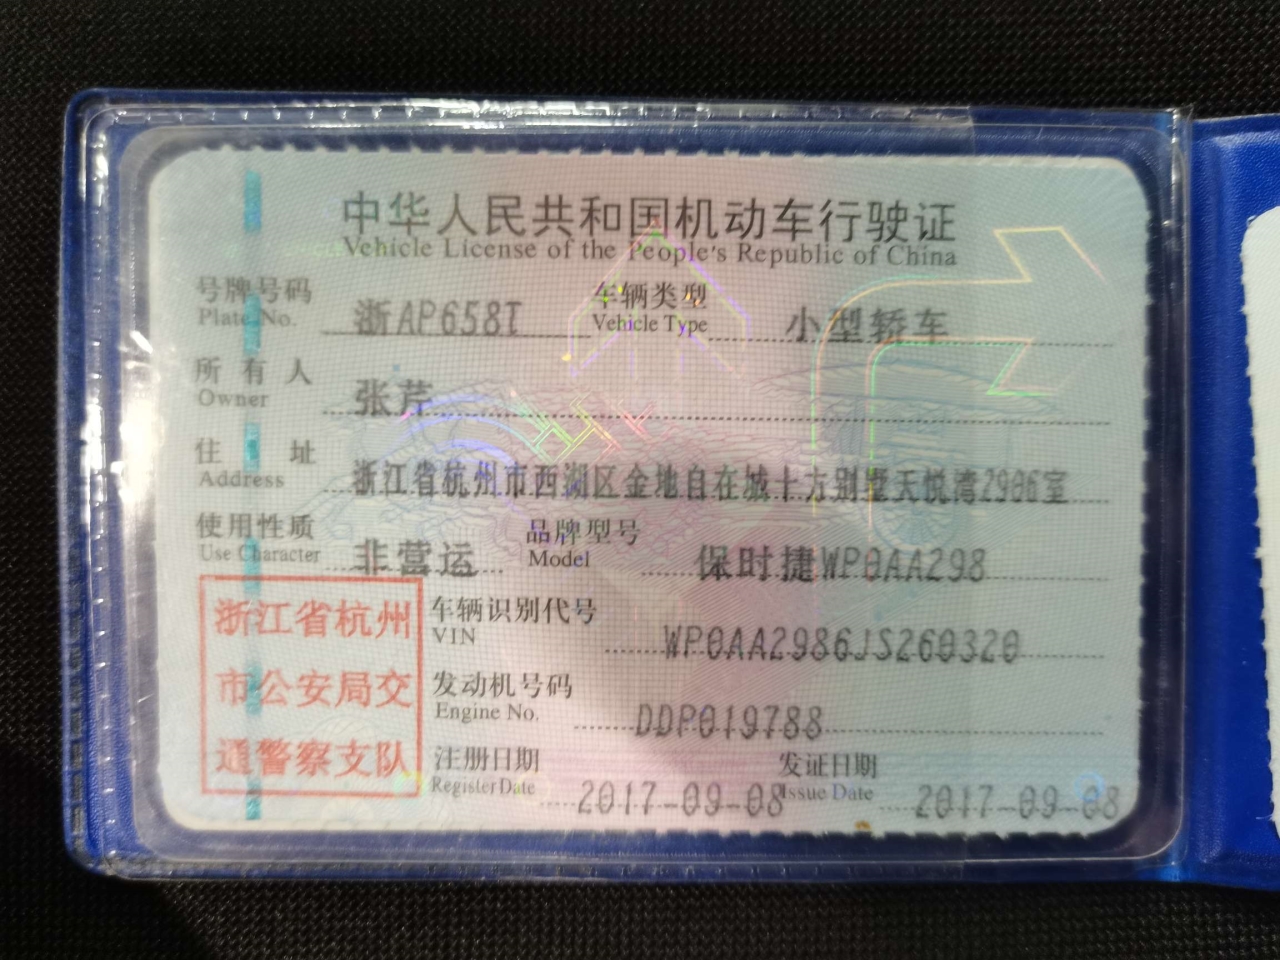 中华人民共和国机动车行驶证
Vehicle License of the People's Republic of China
号牌号码 浙AP658T 车辆类型 小型轿车
Plate No. Vehicle Type
所有人 张芹
Owner
住址 浙江省杭州市西湖区金地自在城十方别墅天悦湾2906室
Address
使用性质 非营运 品牌型号 保时捷WP0AA298
Use Character Model
浙江省杭州
市公安局交
通警察支队
车辆识别代号 WP0AA2986JS260320
VIN
发动机号码 DDP019788
Engine No.
注册日期 2017-09-08 发证日期 2017-09-08
Register Date Issue Date